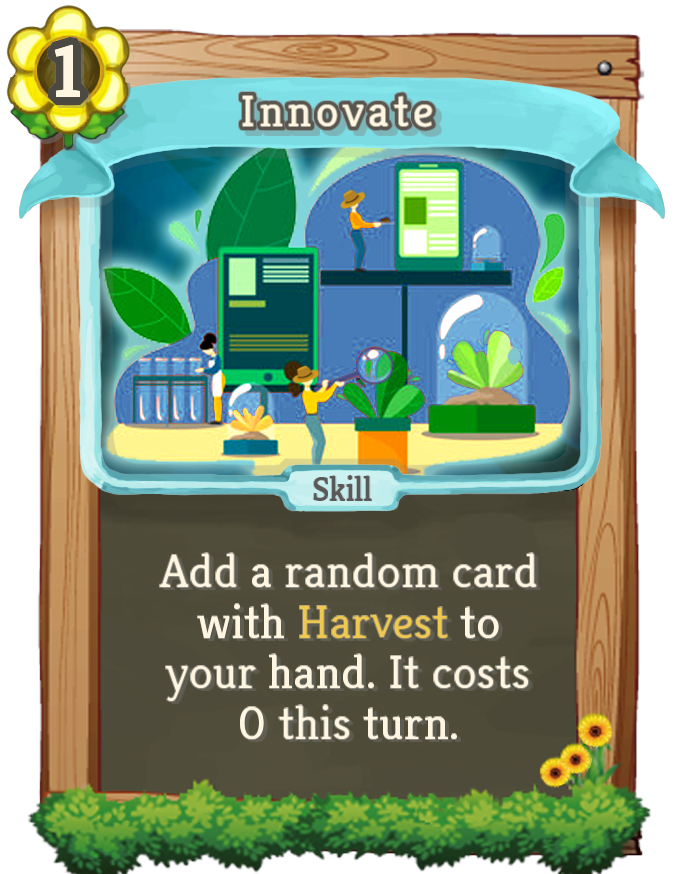 1
Innovate
Skill
Add a random card
with Harvest to
your hand. It costs
0 this turn.